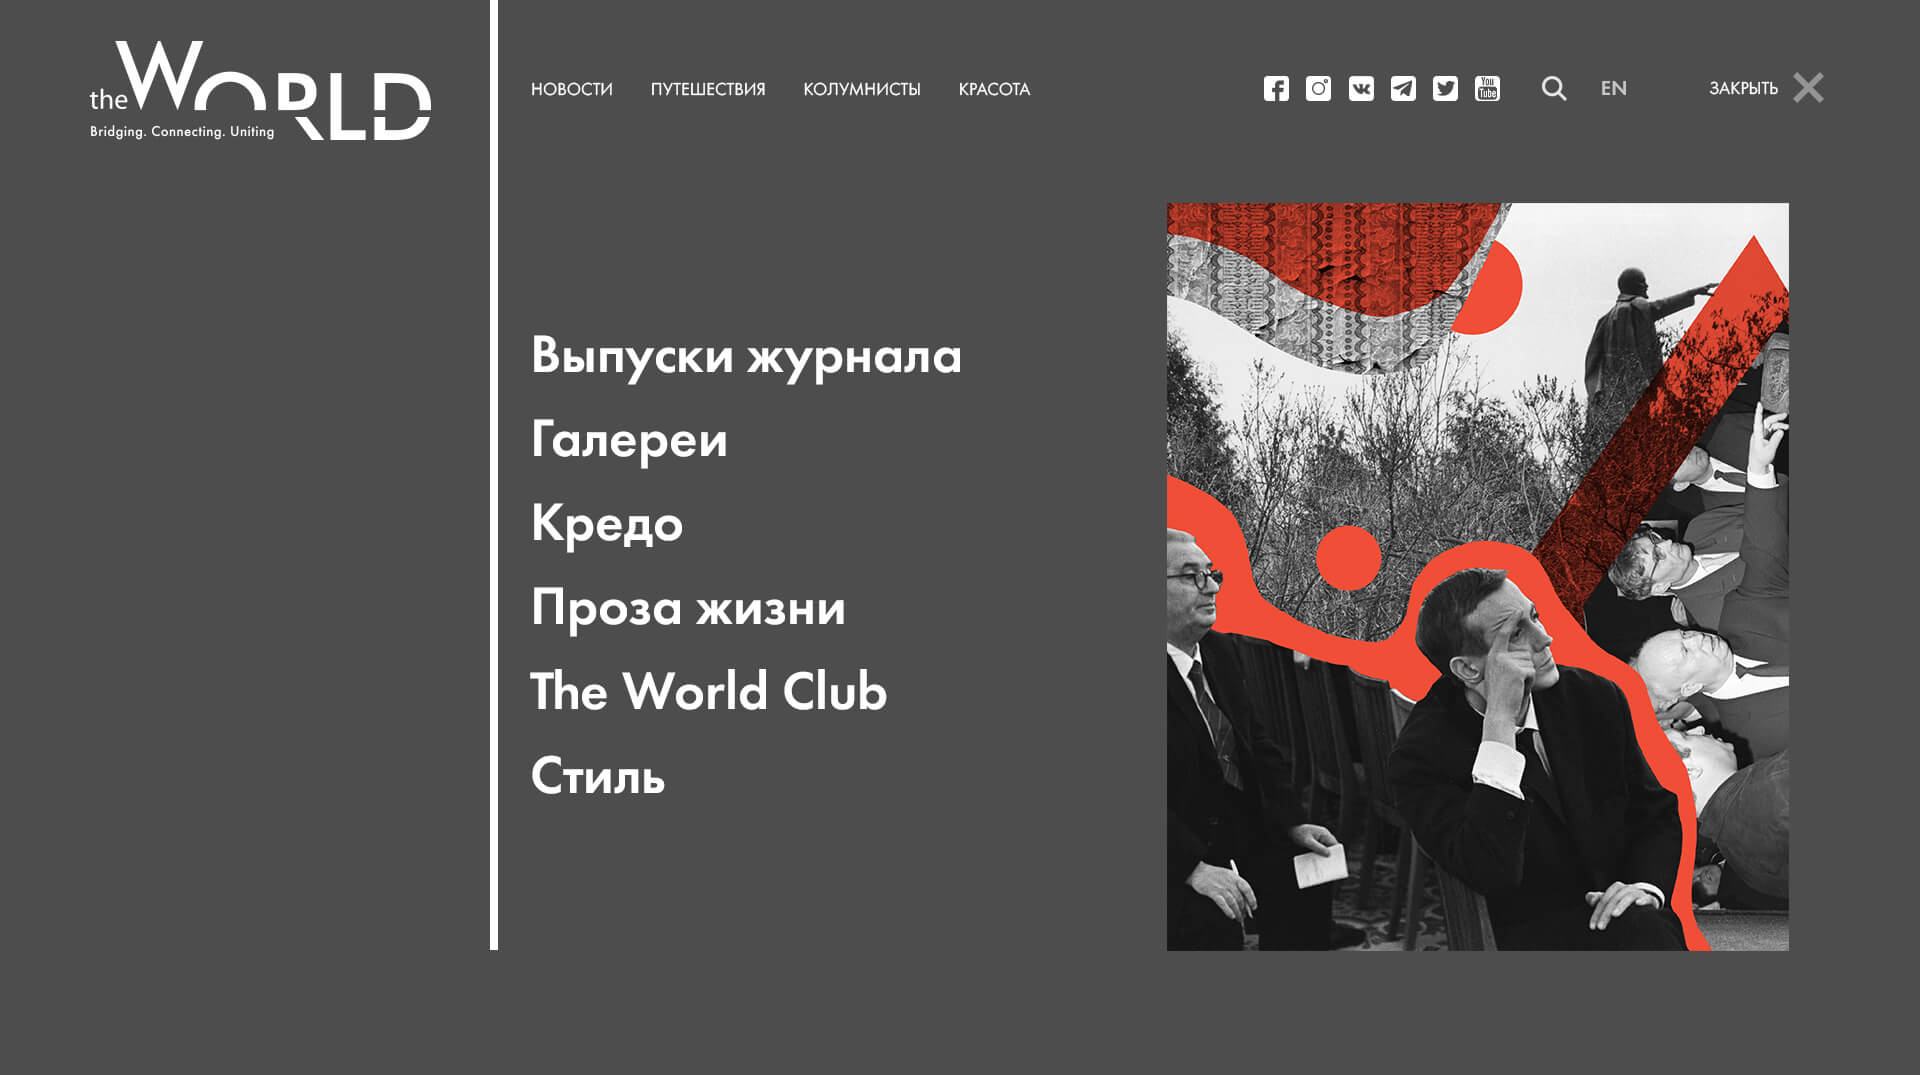 the WORLD
Bridging. Connecting. Uniting
НОВОСТИ ПУТЕШЕСТВИЯ КОЛУМНИСТЫ КРАСОТА
You Tube
EN
ЗАКРЫТЬ
Выпуски журнала
Галереи
Кредо
Проза жизни
The World Club
Стиль